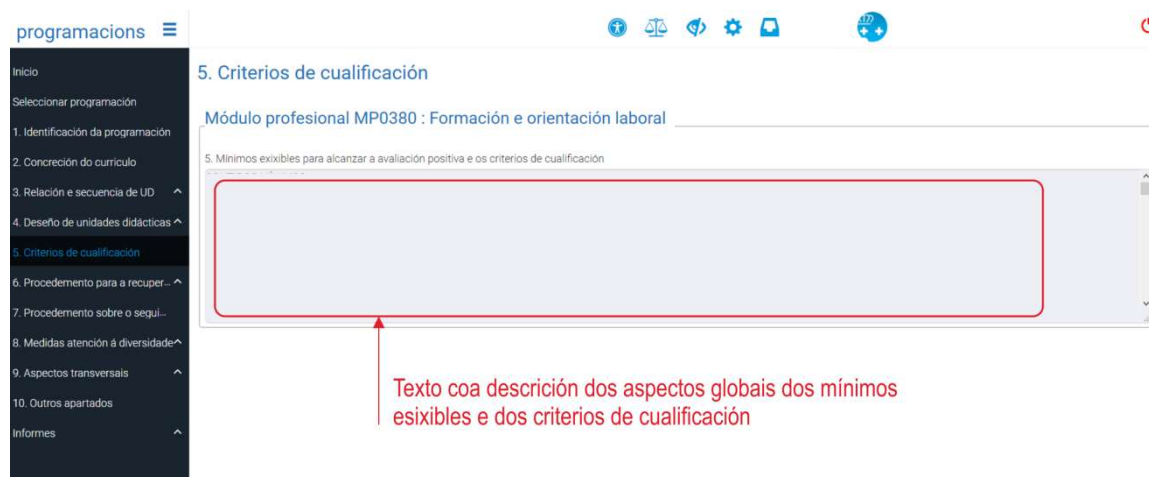 programacions
Inicio
Seleccionar programación
1. Identificación da programación
2. Concreción do currículo
3. Relación e secuencia de UD
4. Deseño de unidades didácticas
5. Criterios de cualificación
6. Procedemento para a recuper...
7. Procedemento sobre o segui...
8. Medidas atención á diversidade
9. Aspectos transversais
10. Outros apartados
Informes
5. Criterios de cualificación
Módulo profesional MP0380 : Formación e orientación laboral
5. Mínimos exixibles para alcanzar a avaliación positiva e os criterios de cualificación
Texto coa descrición dos aspectos globais dos mínimos
esixibles e dos criterios de cualificación